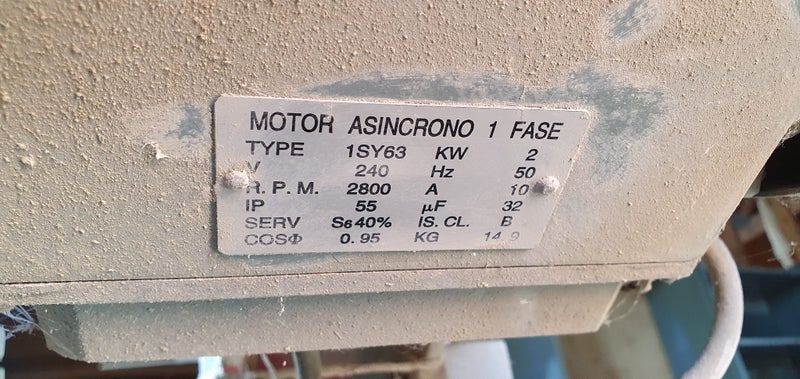 MOTOR ASINCRONO 1 FASE
TYPE 1SY63 KW 2
V 240 Hz 50
R.P.M. 2800 A 10
IP 55 µF 32
SERV S6 40% IS. CL. B
COSΦ 0.95 KG 14.9